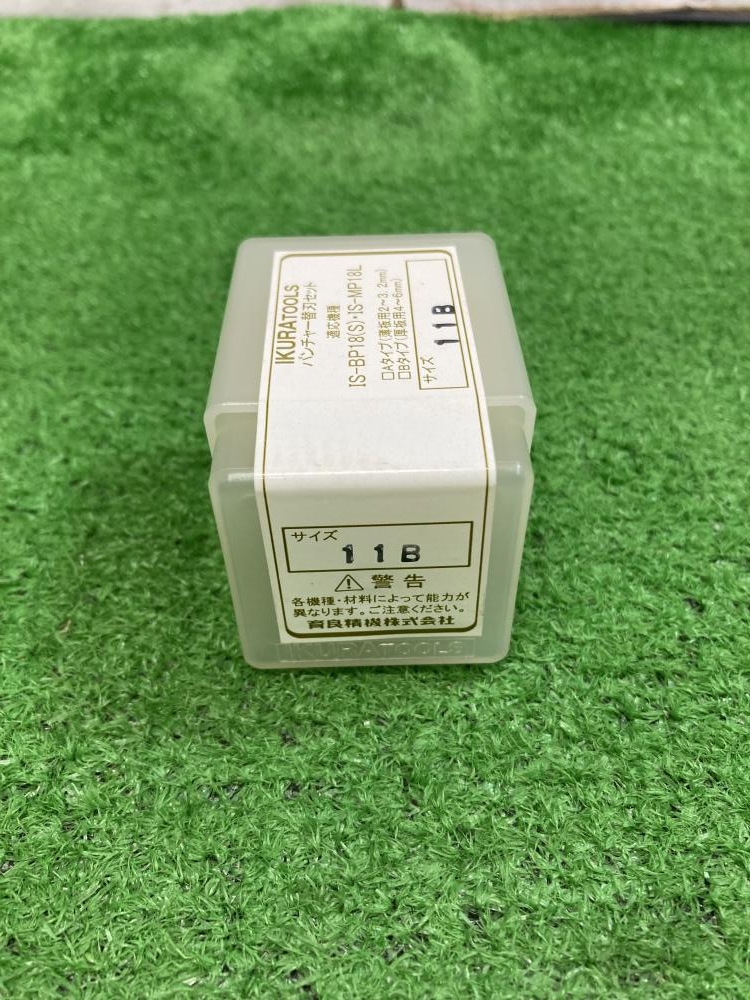 IKURATOOLS
パンチャー替刃セット
適応機種
IS-BP18(S)・IS-MP18L
□Aタイプ(薄板用2〜3.2mm)
□Bタイプ(厚板用4〜6mm)
サイズ
11B
サイズ
11B
⚠警告
各機種・材料によって能力が
異なります。ご注意ください。
育良精機株式会社
IKURATOOLS